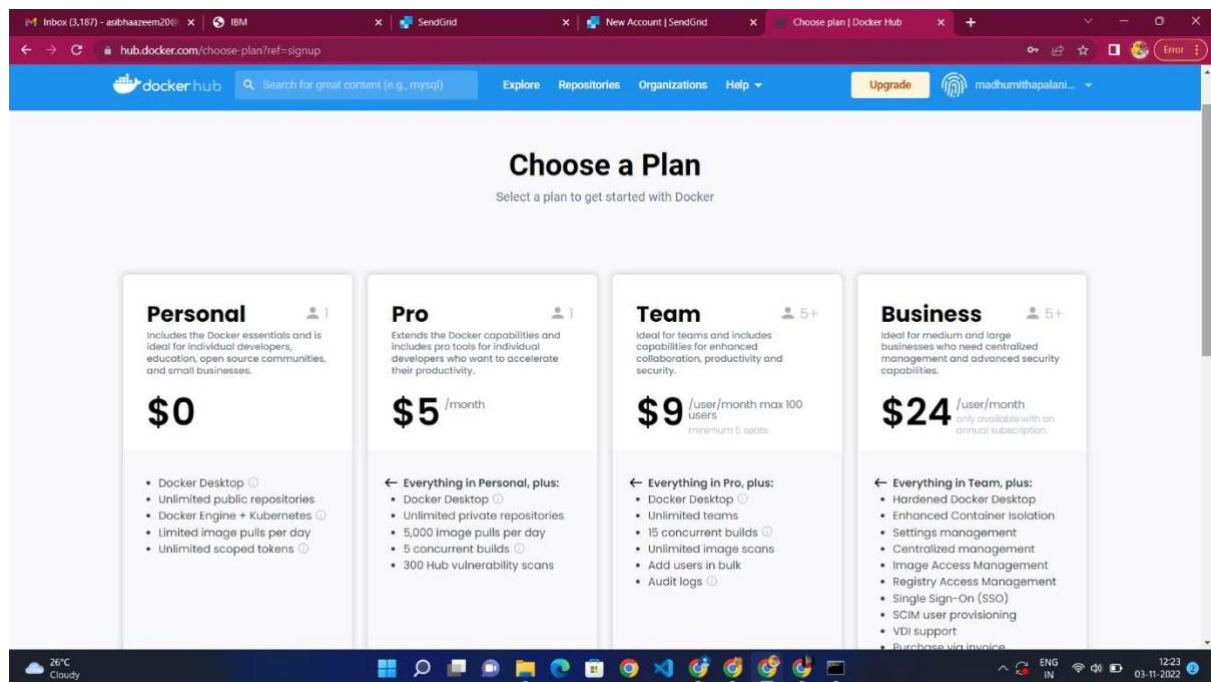 Inbox (3,187) - asibhaazeem20@
IBM
SendGrid
New Account | SendGrid
Choose plan | Docker Hub
hub.docker.com/choose-plan?ref=signup
Error
docker hub
Search for great content (e.g., mysql)
Explore
Repositories
Organizations
Help
Upgrade
madhumithapalani...
Choose a Plan
Select a plan to get started with Docker
Personal
1
Includes the Docker essentials and is
ideal for individual developers,
education, open source communities,
and small businesses.
$0
Docker Desktop
Unlimited public repositories
Docker Engine + Kubernetes
Limited image pulls per day
Unlimited scoped tokens
Pro
1
Extends the Docker capabilities and
includes pro tools for individual
developers who want to accelerate
their productivity.
$5 /month
← Everything in Personal, plus:
Docker Desktop
Unlimited private repositories
5,000 image pulls per day
5 concurrent builds
300 Hub vulnerability scans
Team
5+
Ideal for teams and includes
capabilities for enhanced
collaboration, productivity and
security.
$9 /user/month max 100
users
minimum 5 seats
← Everything in Pro, plus:
Docker Desktop
Unlimited teams
15 concurrent builds
Unlimited image scans
Add users in bulk
Audit logs
Business
5+
Ideal for medium and large
businesses who need centralized
management and advanced security
capabilities.
$24 /user/month
only available with an
annual subscription
← Everything in Team, plus:
Hardened Docker Desktop
Enhanced Container Isolation
Settings management
Centralized management
Image Access Management
Registry Access Management
Single Sign-On (SSO)
SCIM user provisioning
VDI support
Purchase via invoice
26°C
Cloudy
ENG
IN
12:23
03-11-2022
2